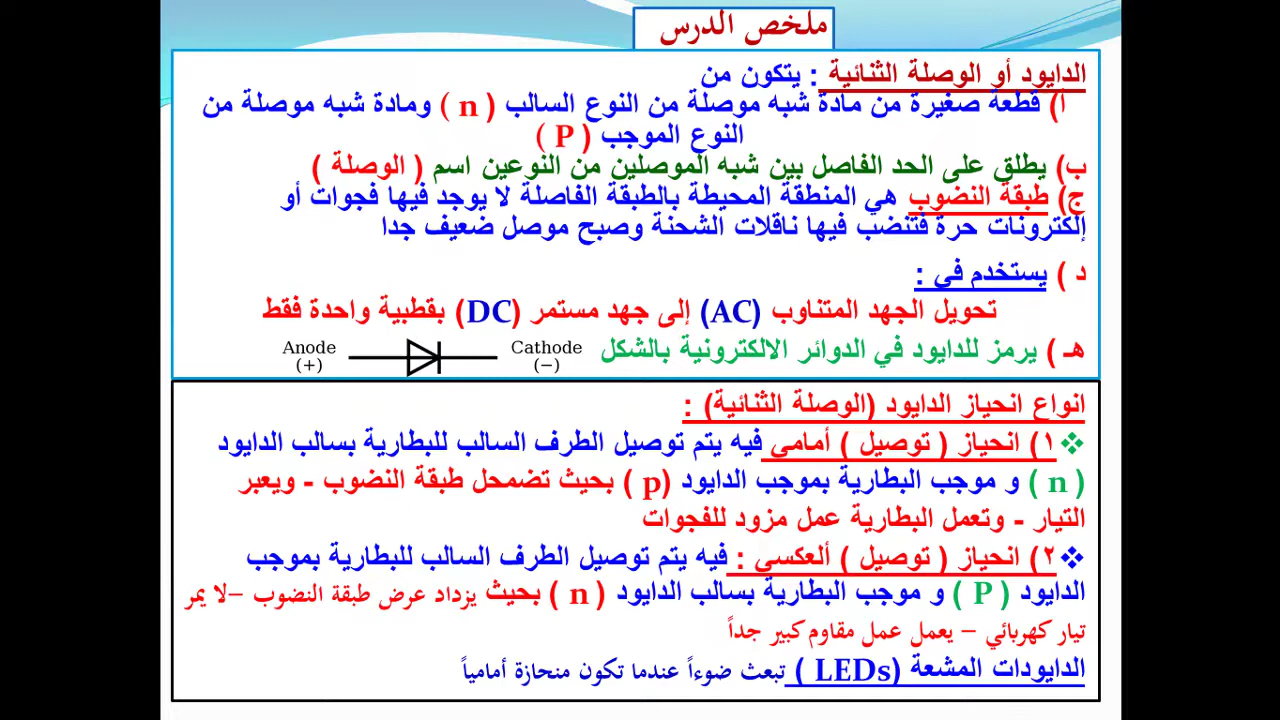 ملخص الدرس
الدايود أو الوصلة الثنائية : يتكون من
أ) قطعة صغيرة من مادة شبه موصلة من النوع السالب ( n ) ومادة شبه موصلة من
النوع الموجب ( P )
ب) يطلق على الحد الفاصل بين شبه الموصلين من النوعين اسم ( الوصلة )
ج) طبقة النضوب هي المنطقة المحيطة بالطبقة الفاصلة لا يوجد فيها فجوات أو
إلكترونات حرة فتنضب فيها ناقلات الشحنة وصبح موصل ضعيف جدا
د ) يستخدم في :
تحويل الجهد المتناوب (AC) إلى جهد مستمر (DC) بقطبية واحدة فقط
هـ ) يرمز للدايود في الدوائر الالكترونية بالشكل
Anode Cathode
(+) (−)
انواع انحياز الدايود (الوصلة الثنائية) :
١) انحياز ( توصيل ) أمامي فيه يتم توصيل الطرف السالب للبطارية بسالب الدايود
( n ) و موجب البطارية بموجب الدايود (p ) بحيث تضمحل طبقة النضوب - ويعبر
التيار - وتعمل البطارية عمل مزود للفجوات
٢) انحياز ( توصيل ) ألعكسي : فيه يتم توصيل الطرف السالب للبطارية بموجب
الدايود ( P ) و موجب البطارية بسالب الدايود ( n ) بحيث يزداد عرض طبقة النضوب –لا يمر
تيار كهربائي – يعمل عمل مقاوم كبير جداً
الدايودات المشعة (LEDs ) تبعث ضوءاً عندما تكون منحازة أمامياً